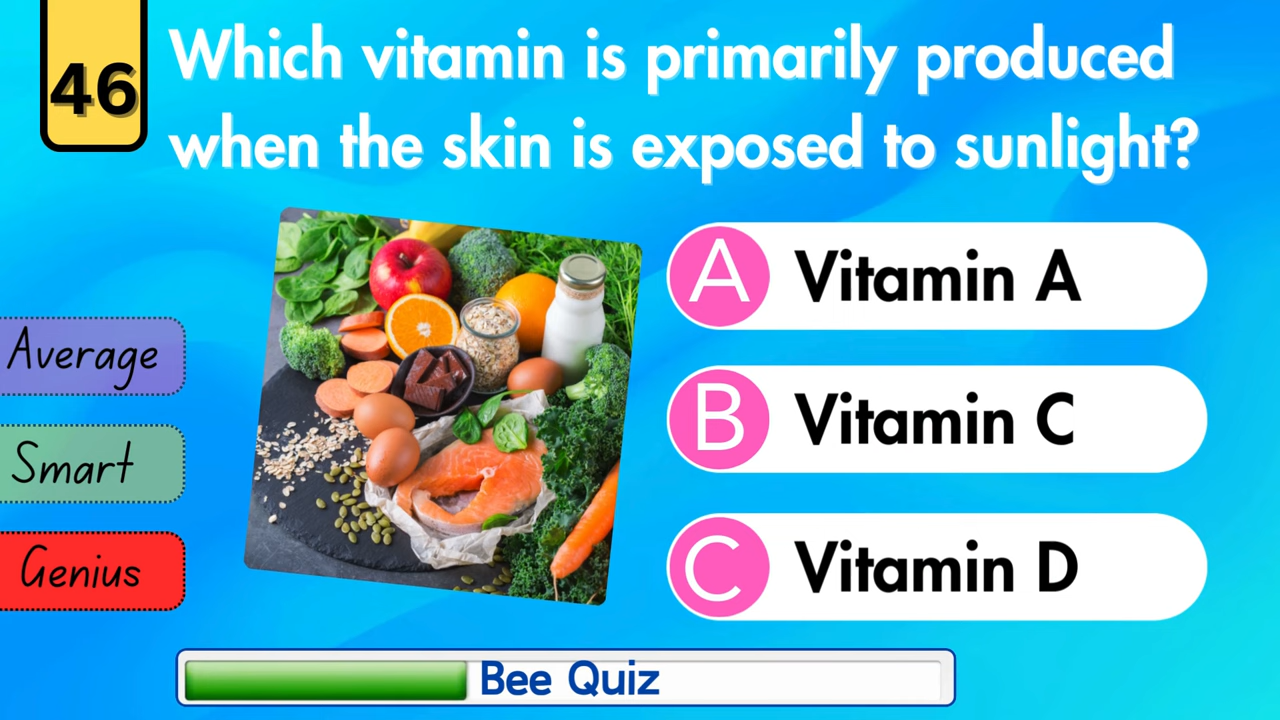 46
Which vitamin is primarily produced
when the skin is exposed to sunlight?
Average
Smart
Genius
A Vitamin A
B Vitamin C
C Vitamin D
Bee Quiz